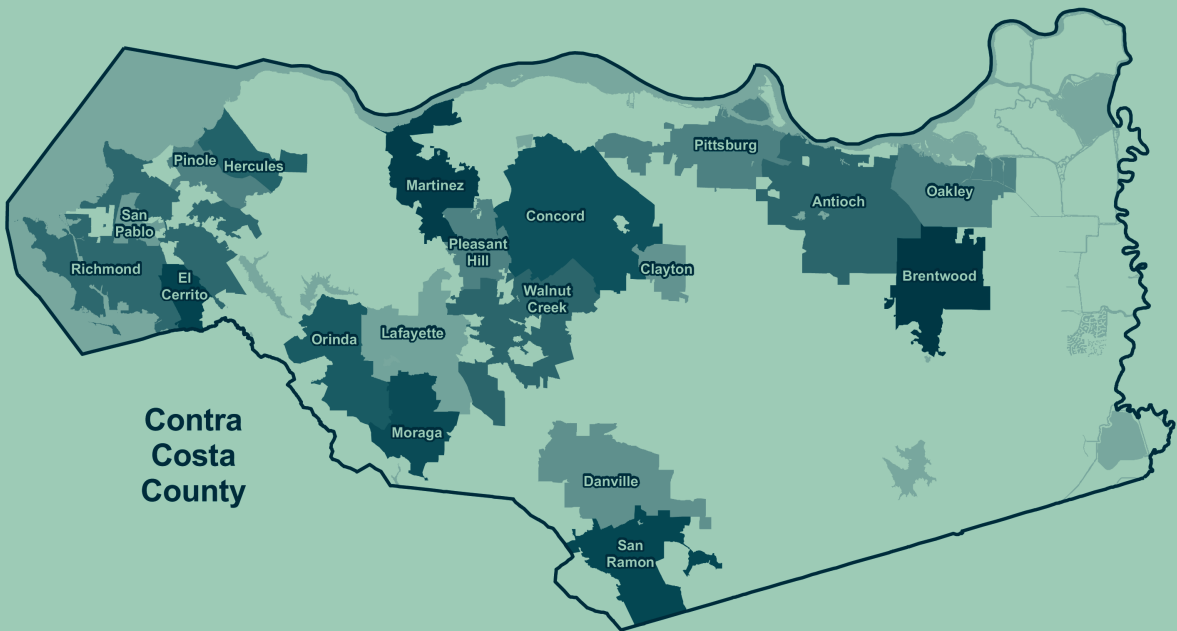 Pinole
Hercules
San
Pablo
Richmond
El
Cerrito
Martinez
Concord
Pleasant
Hill
Clayton
Walnut
Creek
Pittsburg
Antioch
Oakley
Brentwood
Orinda
Lafayette
Moraga
Danville
San
Ramon
Contra
Costa
County